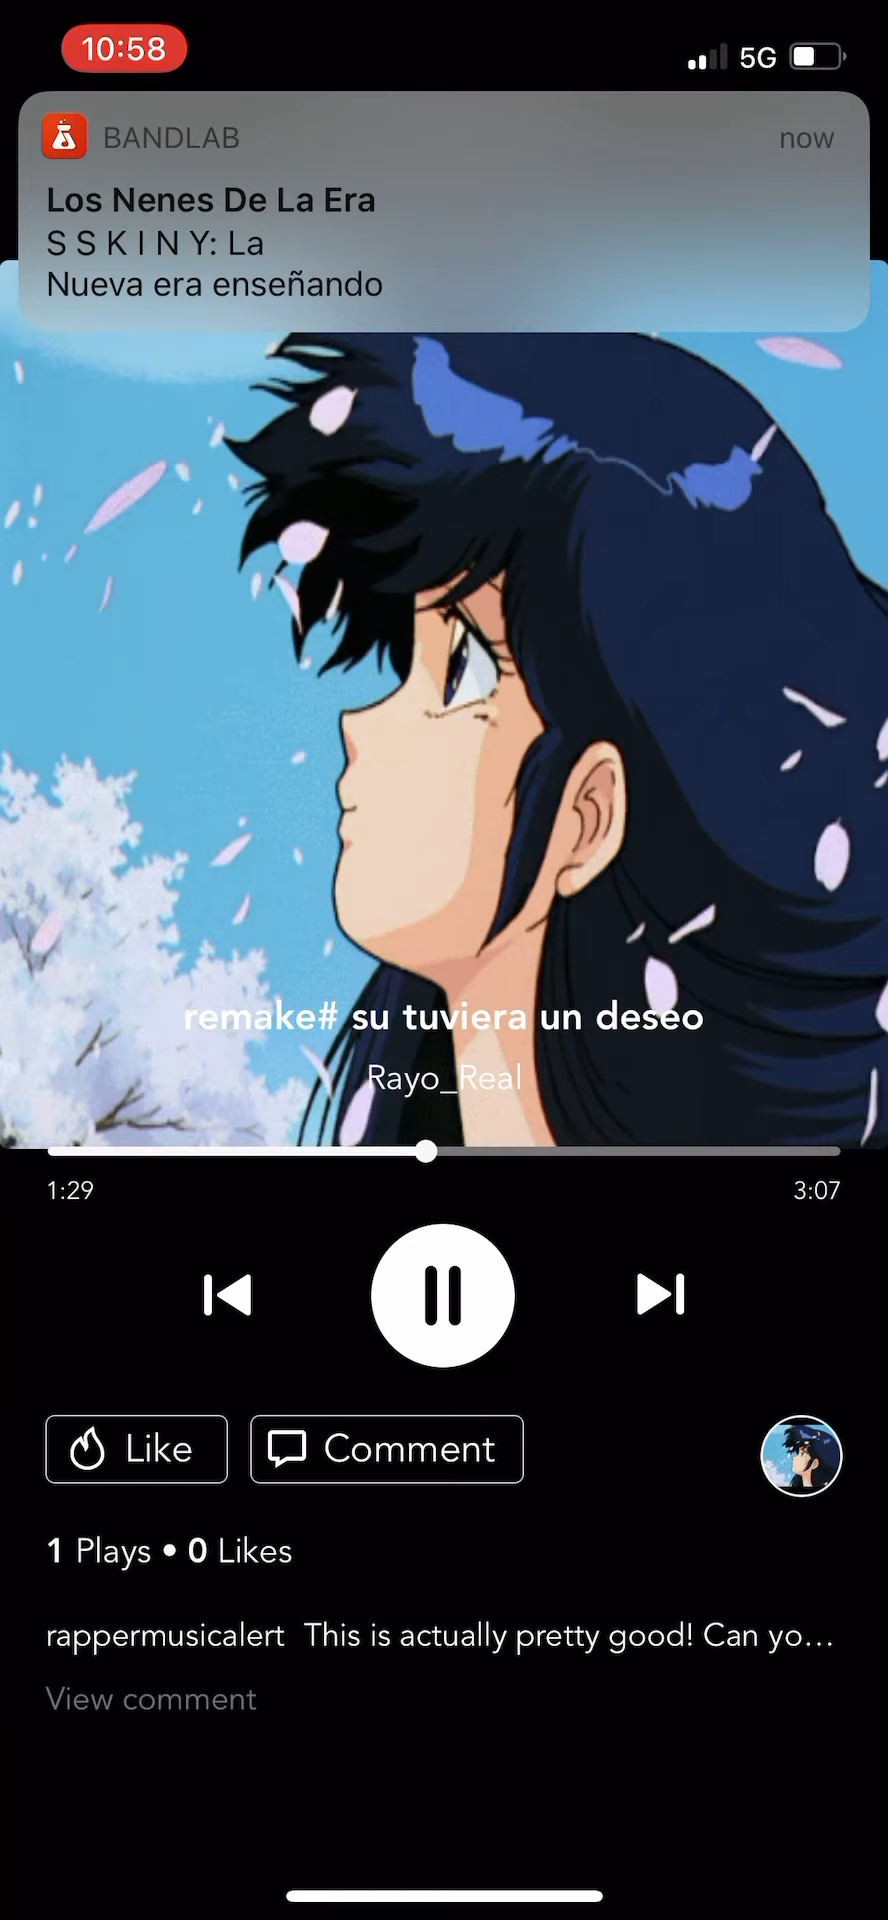 10:58
5G
BANDLAB
now
Los Nenes De La Era
S S K I N Y: La
Nueva era enseñando
remake# su tuviera un deseo
Rayo_Real
1:29
3:07
Like
Comment
1 Plays • 0 Likes
rappermusicalert This is actually pretty good! Can yo...
View comment